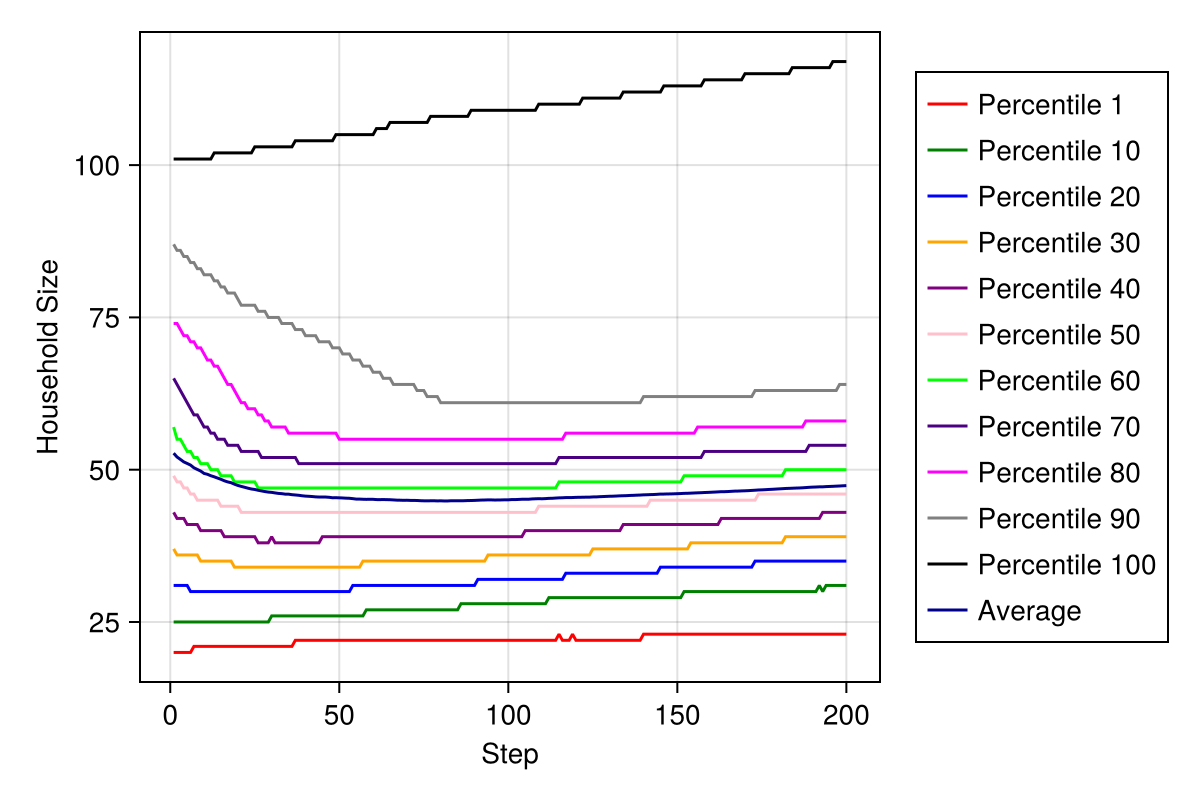 Household Size
100
75
50
25
0 50 100 150 200
Step
Percentile 1
Percentile 10
Percentile 20
Percentile 30
Percentile 40
Percentile 50
Percentile 60
Percentile 70
Percentile 80
Percentile 90
Percentile 100
Average